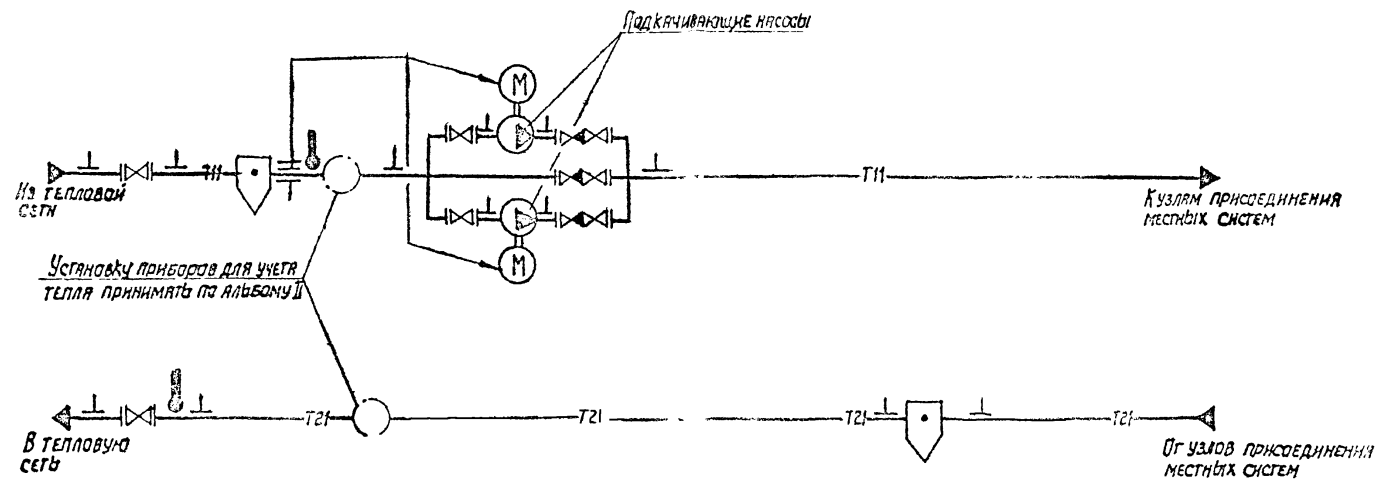 Подкачивающие насосы
М
Т11
Т11
Из тепловой
сети
К узлам присоединения
местных систем
М
Установку приборов для учета
тепла принимать по альбому II
Т21
Т21
Т21
Т21
В тепловую
сеть
От узлов присоединения
местных систем